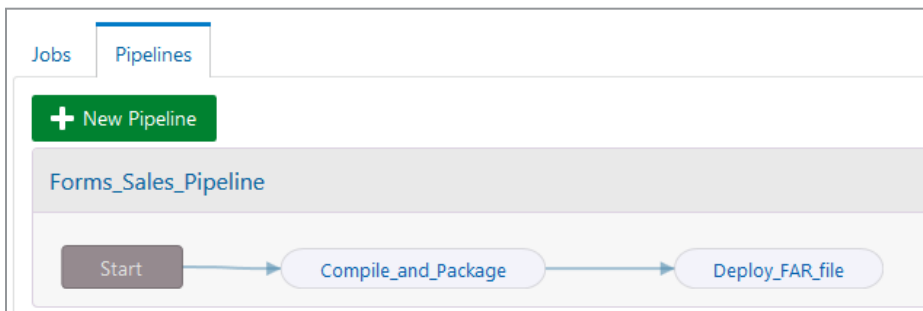 Jobs Pipelines
New Pipeline
Forms_Sales_Pipeline
Start Compile_and_Package Deploy_FAR_file